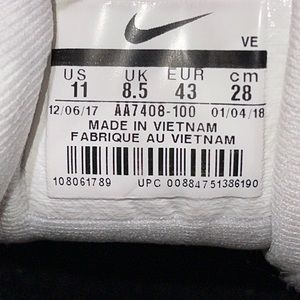 VE
US UK EUR cm
11 8.5 43 28
12/06/17 AA7408-100 01/04/18
MADE IN VIETNAM
FABRIQUE AU VIETNAM
108061789 UPC 00884751386190